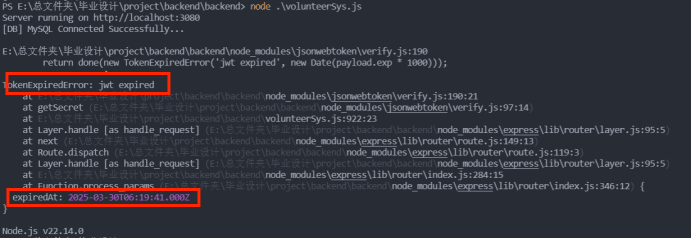 PS E:\总文件夹\毕业设计\project\backend\backend> node .\volunteerSys.js
Server running on http://localhost:3080
[DB] MySQL Connected Successfully...
E:\总文件夹\毕业设计\project\backend\backend\node_modules\jsonwebtoken\verify.js:190
return done(new TokenExpiredError('jwt expired', new Date(payload.exp * 1000)));
TokenExpiredError: jwt expired
at E:\总文件夹\毕业设计\project\backend\backend\node_modules\jsonwebtoken\verify.js:190:21
at getSecret (E:\总文件夹\毕业设计\project\backend\backend\node_modules\jsonwebtoken\verify.js:97:14)
at E:\总文件夹\毕业设计\project\backend\backend\volunteerSys.js:922:23
at Layer.handle [as handle_request] (E:\总文件夹\毕业设计\project\backend\backend\node_modules\express\lib\router\layer.js:95:5)
at next (E:\总文件夹\毕业设计\project\backend\backend\node_modules\express\lib\router\route.js:149:13)
at Route.dispatch (E:\总文件夹\毕业设计\project\backend\backend\node_modules\express\lib\router\route.js:119:3)
at Layer.handle [as handle_request] (E:\总文件夹\毕业设计\project\backend\backend\node_modules\express\lib\router\layer.js:95:5)
at E:\总文件夹\毕业设计\project\backend\backend\node_modules\express\lib\router\index.js:284:15
at Function.process_params (E:\总文件夹\毕业设计\project\backend\backend\node_modules\express\lib\router\index.js:346:12) {
expiredAt: 2025-03-30T06:19:41.000Z
}
Node.js v22.14.0